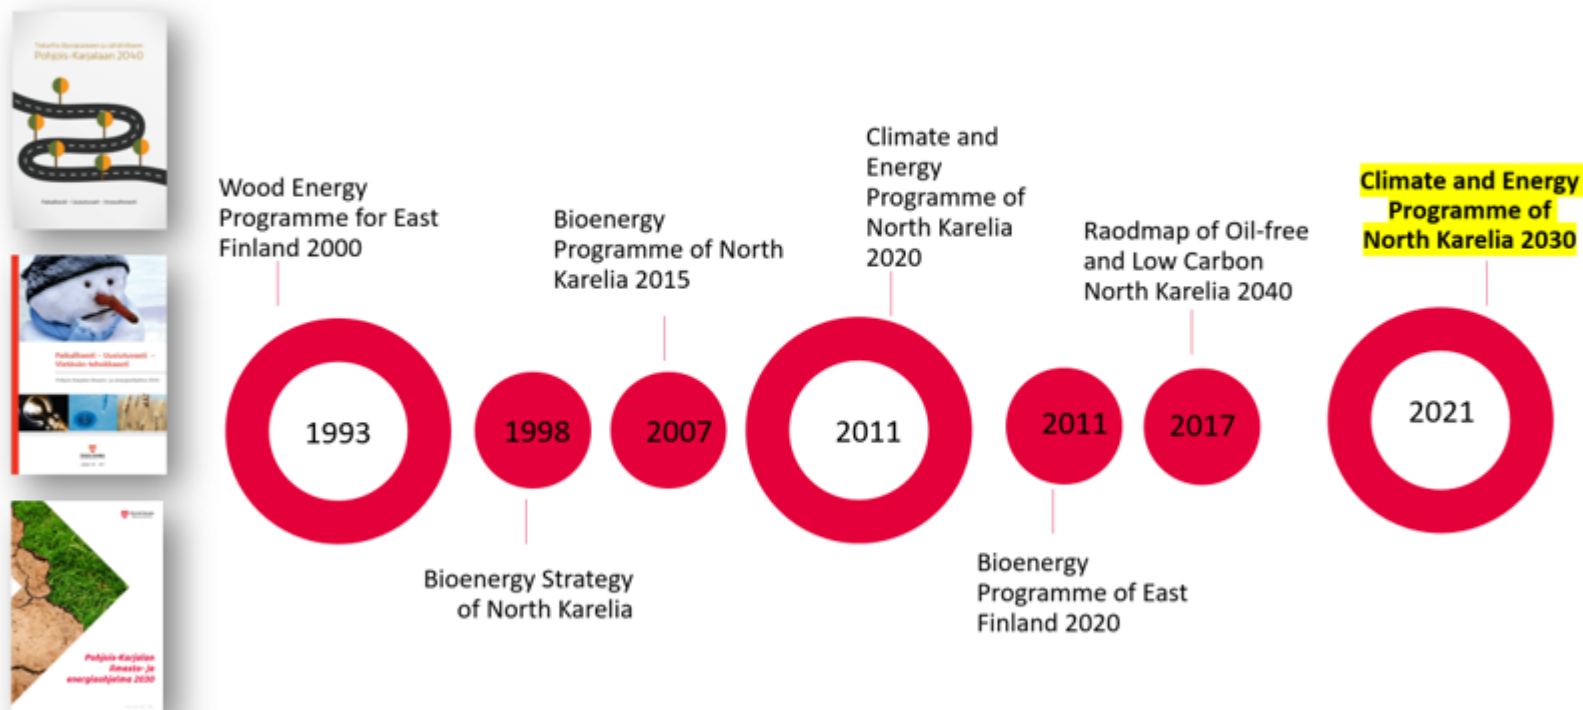 Pohjois-Karjalaan 2040
Paikallisesti - Uusiutuvasti -
Pohjois-Karjalan
ilmasto- ja
energiaohjelma 2030
Wood Energy
Programme for East
Finland 2000
1993
1998
Bioenergy Strategy
of North Karelia
Bioenergy
Programme of North
Karelia 2015
2007
Climate and
Energy
Programme of
North Karelia
2020
2011
2011
Bioenergy
Programme of East
Finland 2020
Raodmap of Oil-free
and Low Carbon
North Karelia 2040
2017
Climate and Energy
Programme of
North Karelia 2030
2021